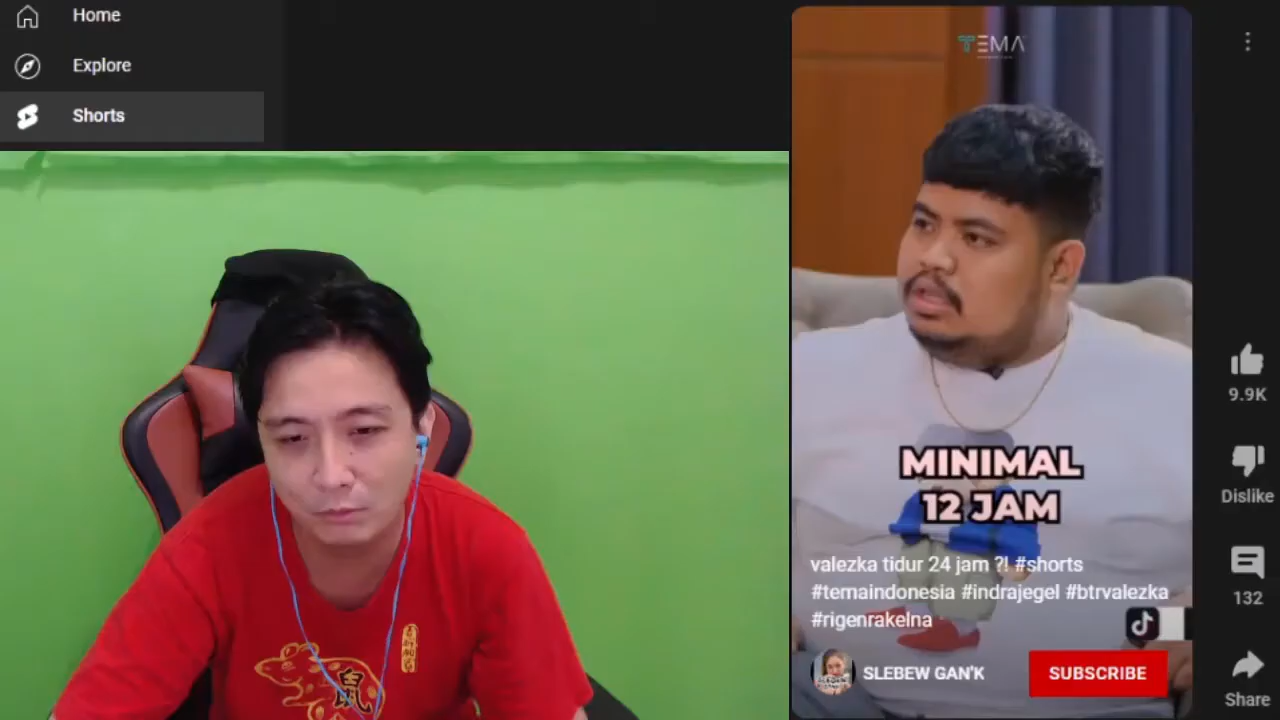 Home
Explore
Shorts
TEMA
MINIMAL
12 JAM
valezka tidur 24 jam ?! #shorts
#temaindonesia #indrajegel #btrvalezka
#rigenrakelna
SLEBEW GAN'K
SUBSCRIBE
9.9K
Dislike
132
Share
鼠